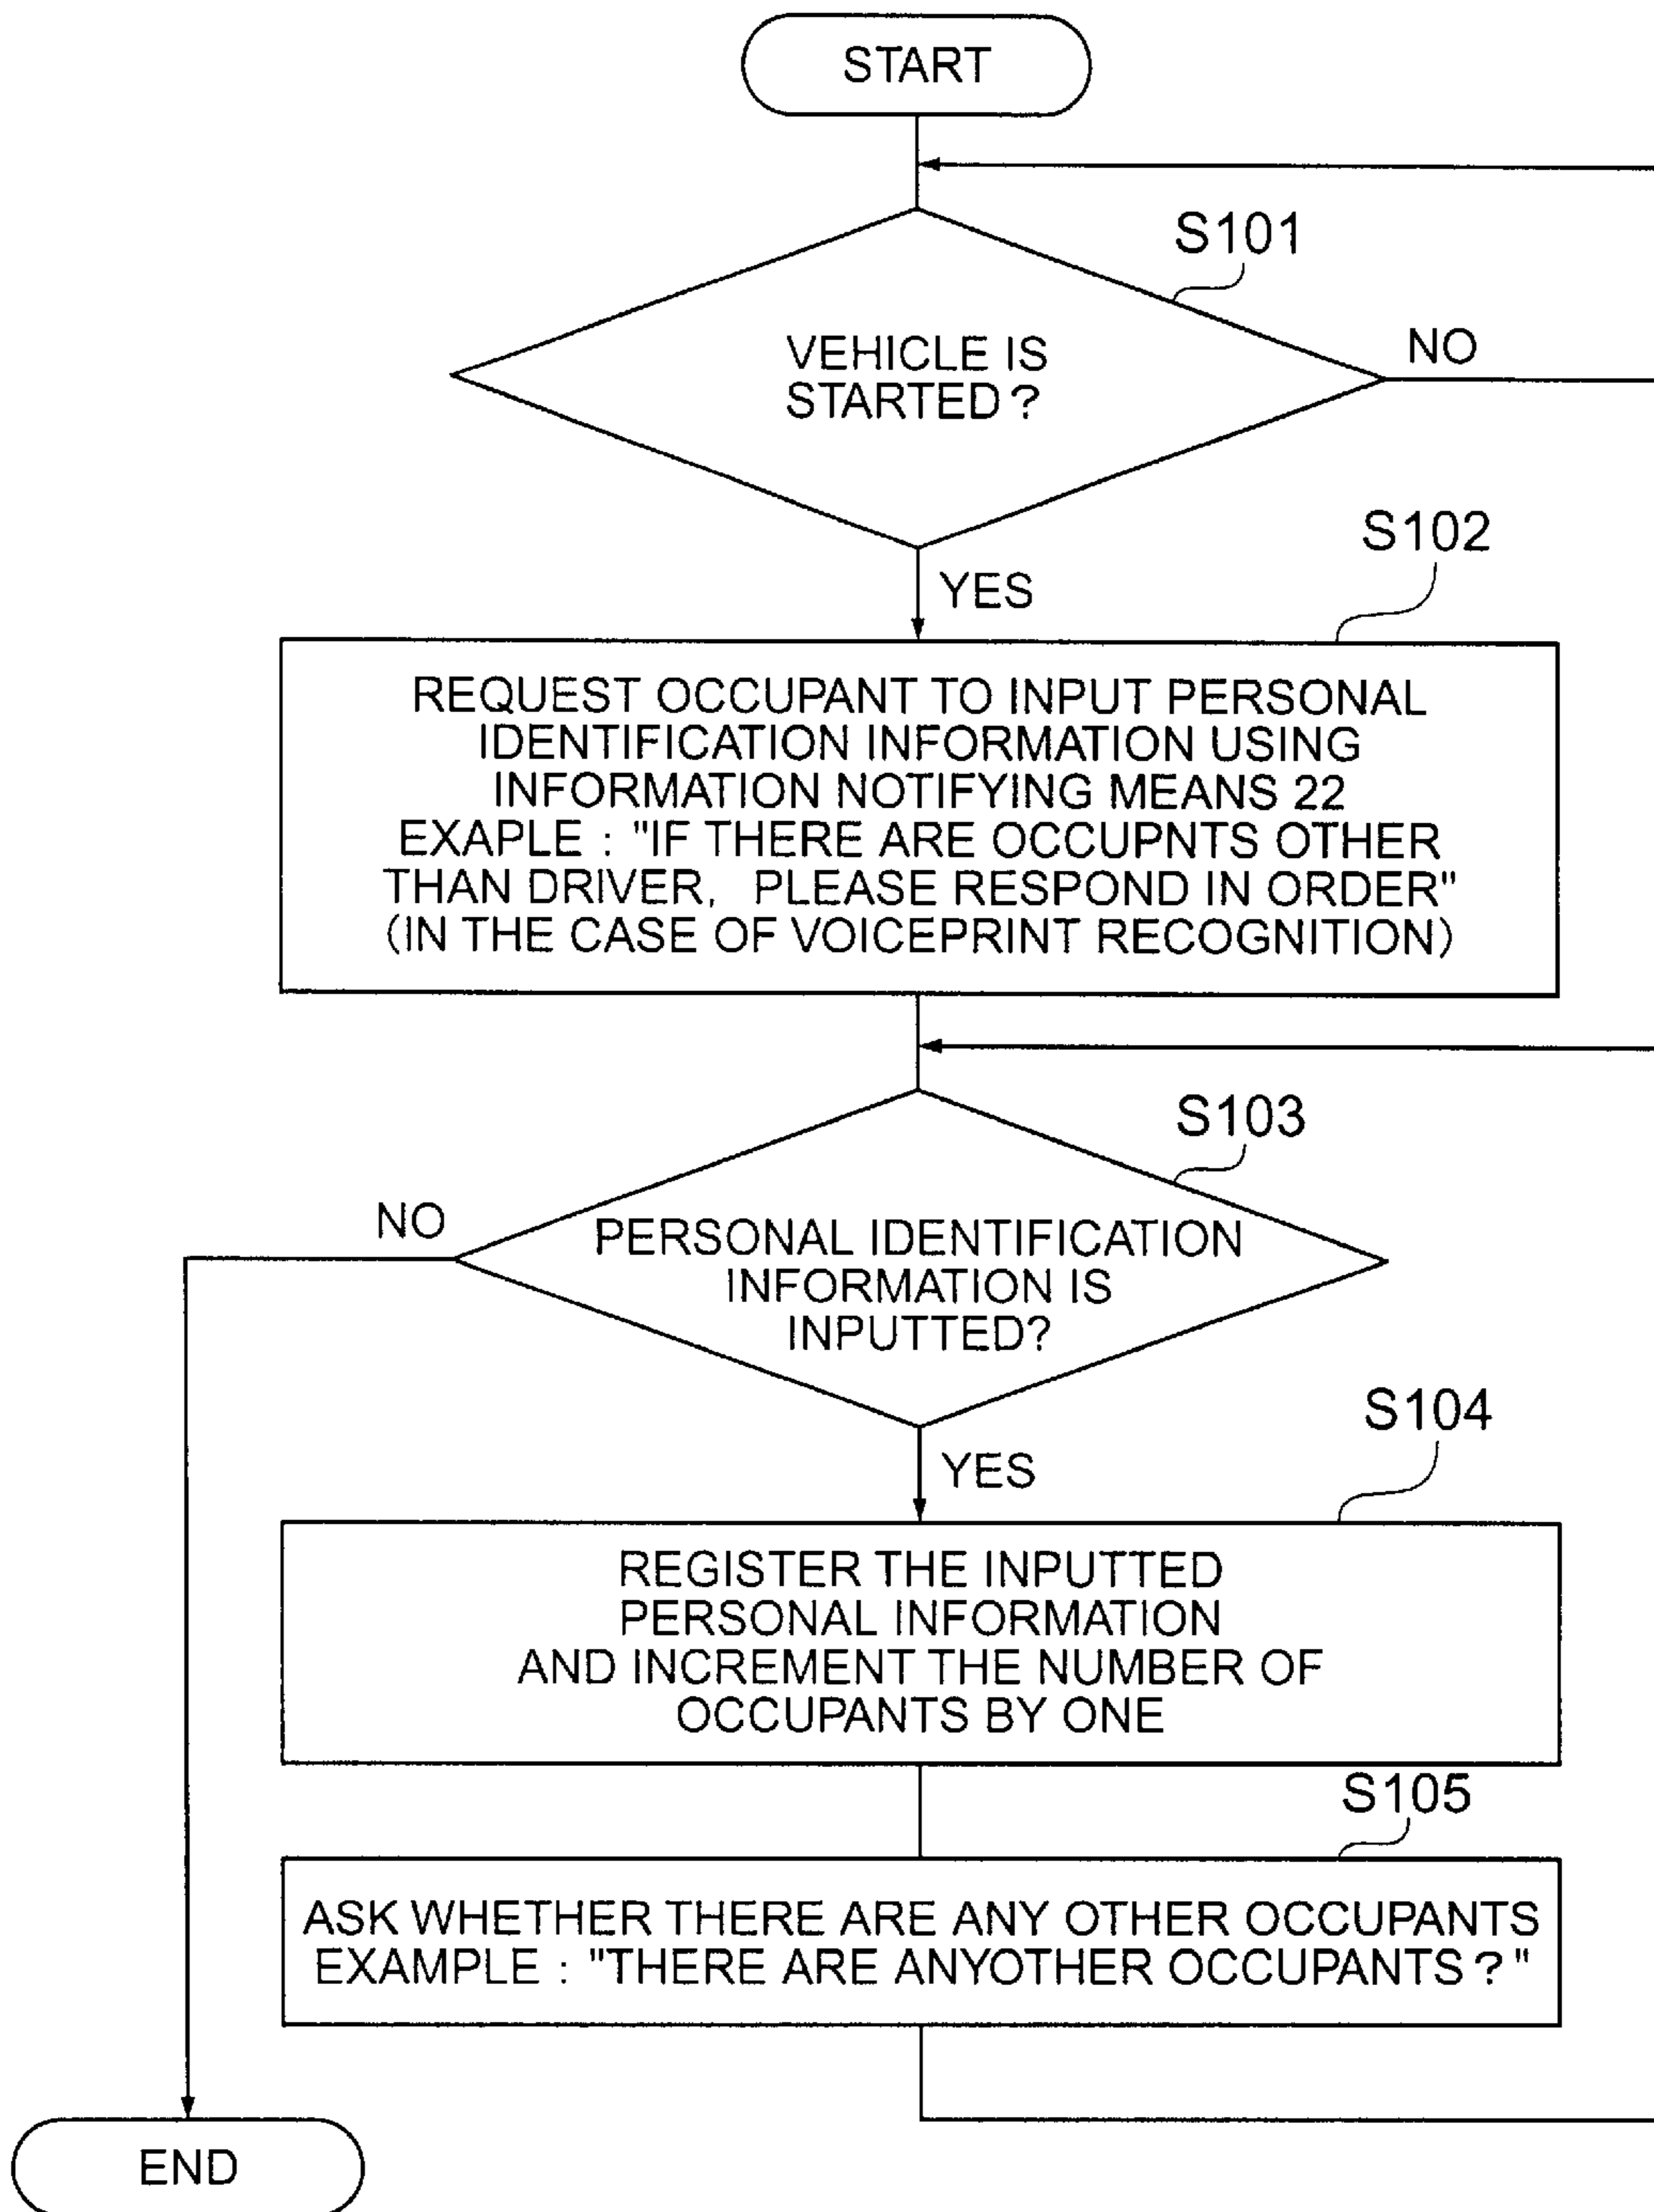 START
S101
VEHICLE IS
STARTED ?
NO
YES
S102
REQUEST OCCUPANT TO INPUT PERSONAL
IDENTIFICATION INFORMATION USING
INFORMATION NOTIFYING MEANS 22
EXAPLE : "IF THERE ARE OCCUPNTS OTHER
THAN DRIVER, PLEASE RESPOND IN ORDER"
(IN THE CASE OF VOICEPRINT RECOGNITION)
S103
NO
PERSONAL IDENTIFICATION
INFORMATION IS
INPUTTED?
YES
S104
REGISTER THE INPUTTED
PERSONAL INFORMATION
AND INCREMENT THE NUMBER OF
OCCUPANTS BY ONE
S105
ASK WHETHER THERE ARE ANY OTHER OCCUPANTS
EXAMPLE : "THERE ARE ANYOTHER OCCUPANTS ? "
END